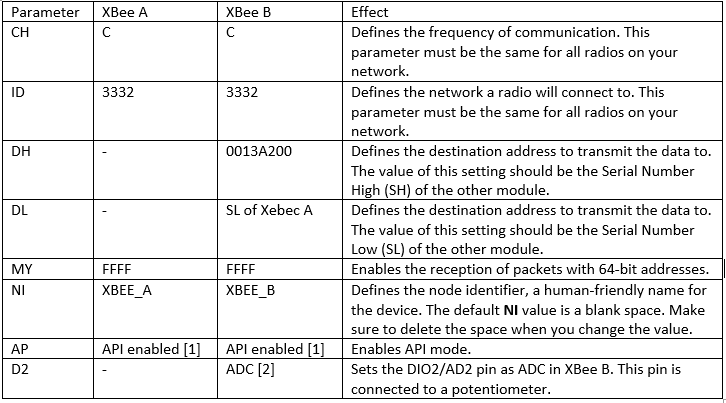 Parameter XBee A XBee B Effect
CH C C Defines the frequency of communication. This
parameter must be the same for all radios on your
network.
ID 3332 3332 Defines the network a radio will connect to. This
parameter must be the same for all radios on your
network.
DH - 0013A200 Defines the destination address to transmit the data to.
The value of this setting should be the Serial Number
High (SH) of the other module.
DL - SL of Xebec A Defines the destination address to transmit the data to.
The value of this setting should be the Serial Number
Low (SL) of the other module.
MY FFFF FFFF Enables the reception of packets with 64-bit addresses.
NI XBEE_A XBEE_B Defines the node identifier, a human-friendly name for
the device. The default NI value is a blank space. Make
sure to delete the space when you change the value.
AP API enabled [1] API enabled [1] Enables API mode.
D2 - ADC [2] Sets the DIO2/AD2 pin as ADC in XBee B. This pin is
connected to a potentiometer.